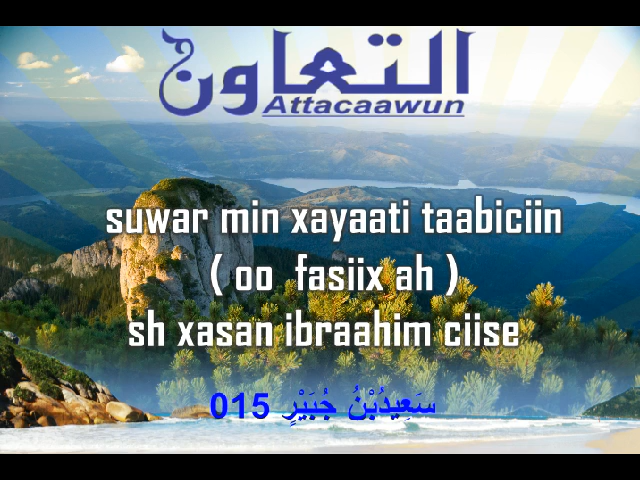 التعاون
Attacaawun
suwar min xayaati taabiciin
( oo fasiix ah )
sh xasan ibraahim ciise
سَعِيدُبْنُ جُبَيْرٍ 015